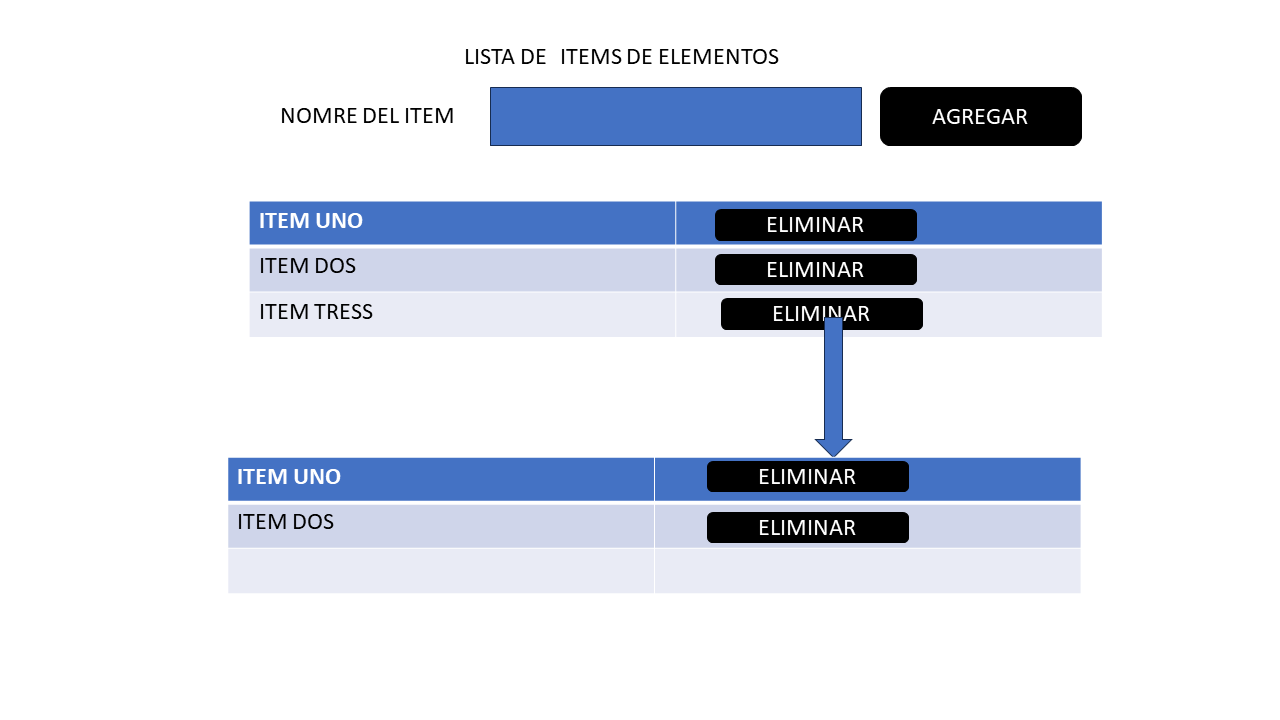 LISTA DE ITEMS DE ELEMENTOS
NOMRE DEL ITEM AGREGAR
ITEM UNO ELIMINAR
ITEM DOS ELIMINAR
ITEM TRESS ELIMINAR
ITEM UNO ELIMINAR
ITEM DOS ELIMINAR